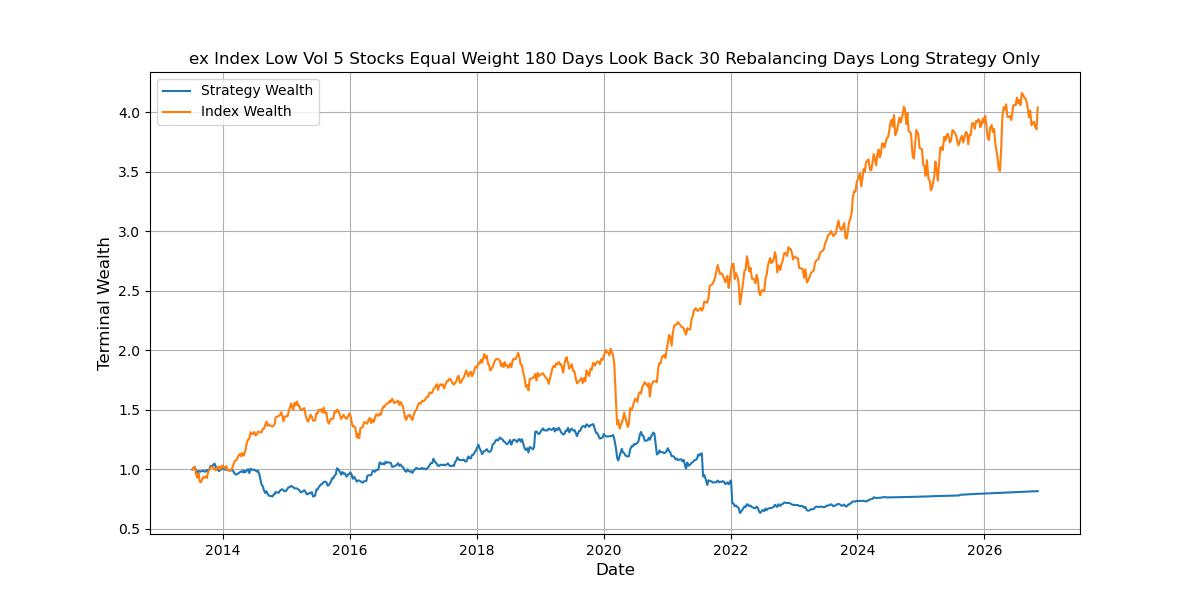 ex Index Low Vol 5 Stocks Equal Weight 180 Days Look Back 30 Rebalancing Days Long Strategy Only
Strategy Wealth
Index Wealth
Terminal Wealth
4.0
3.5
3.0
2.5
2.0
1.5
1.0
0.5
2014 2016 2018 2020 2022 2024 2026
Date